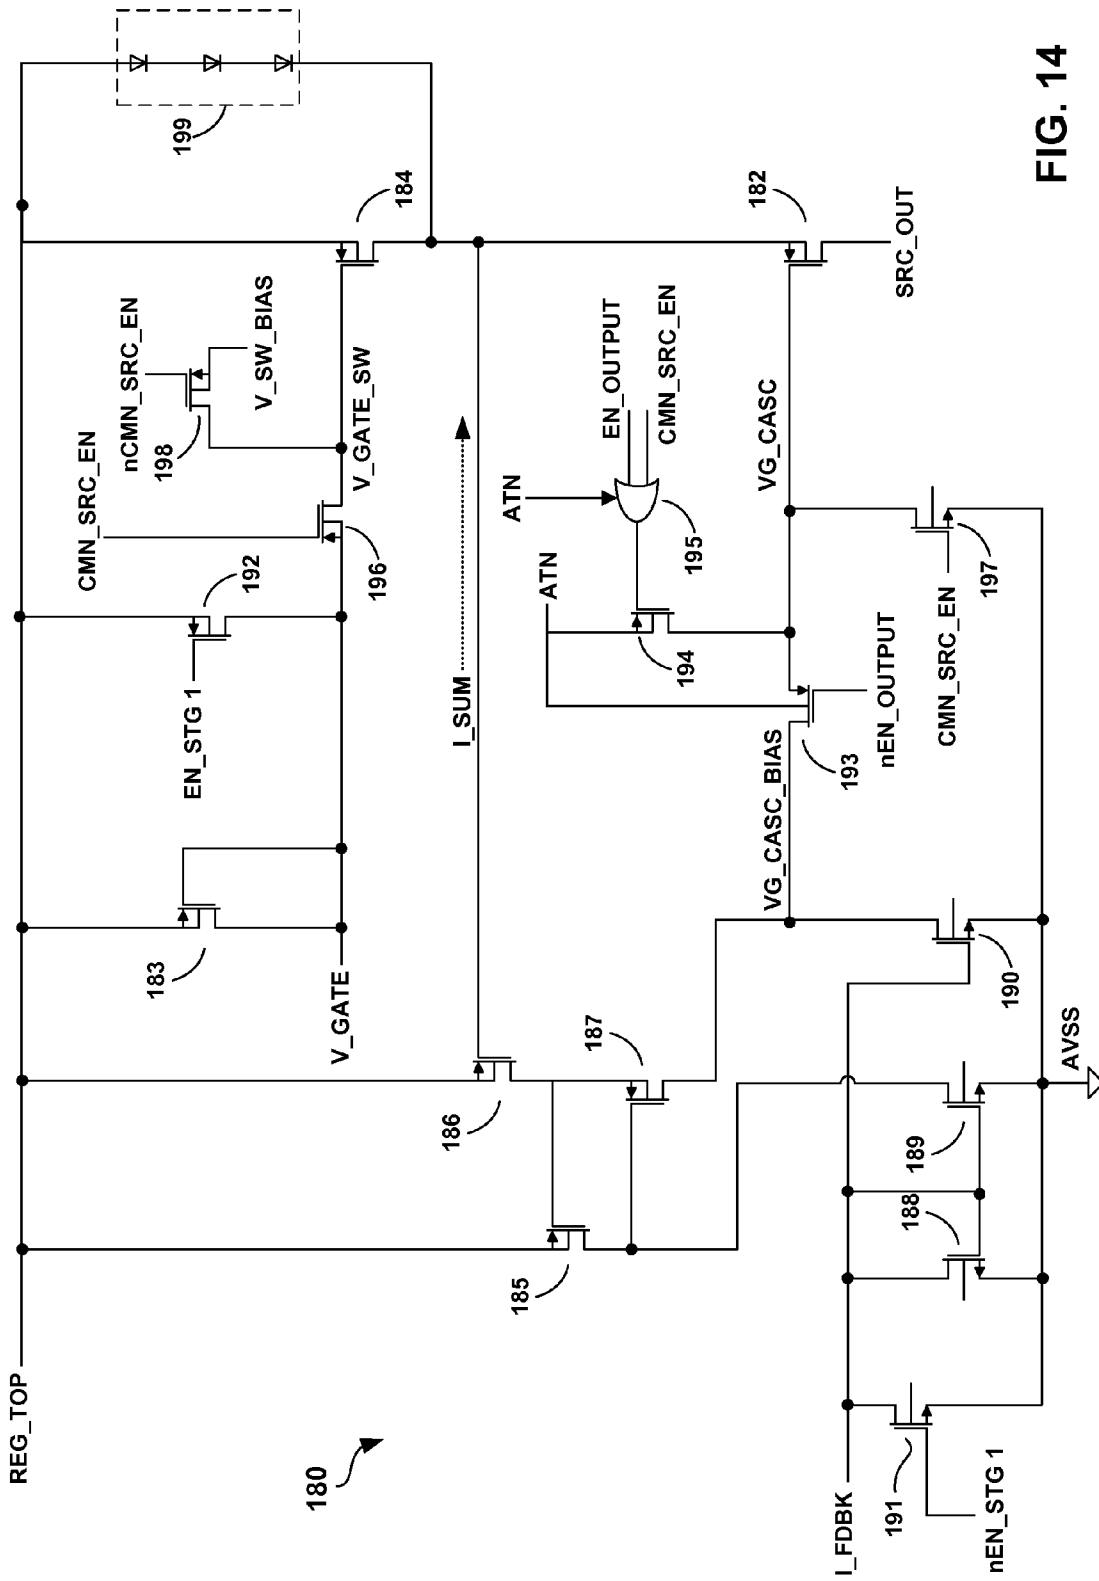 REG_TOP
180
199
184
nCMN_SRC_EN
V_SW_BIAS
198
CMN_SRC_EN
V_GATE_SW
196
192
EN_STG 1
183
V_GATE
I_SUM
186
187
185
EN_OUTPUT
CMN_SRC_EN
ATN
195
ATN
194
VG_CASC
182
SRC_OUT
VG_CASC_BIAS
193
nEN_OUTPUT
CMN_SRC_EN
197
190
189
188
AVSS
I_FDBK
191
nEN_STG 1
FIG. 14